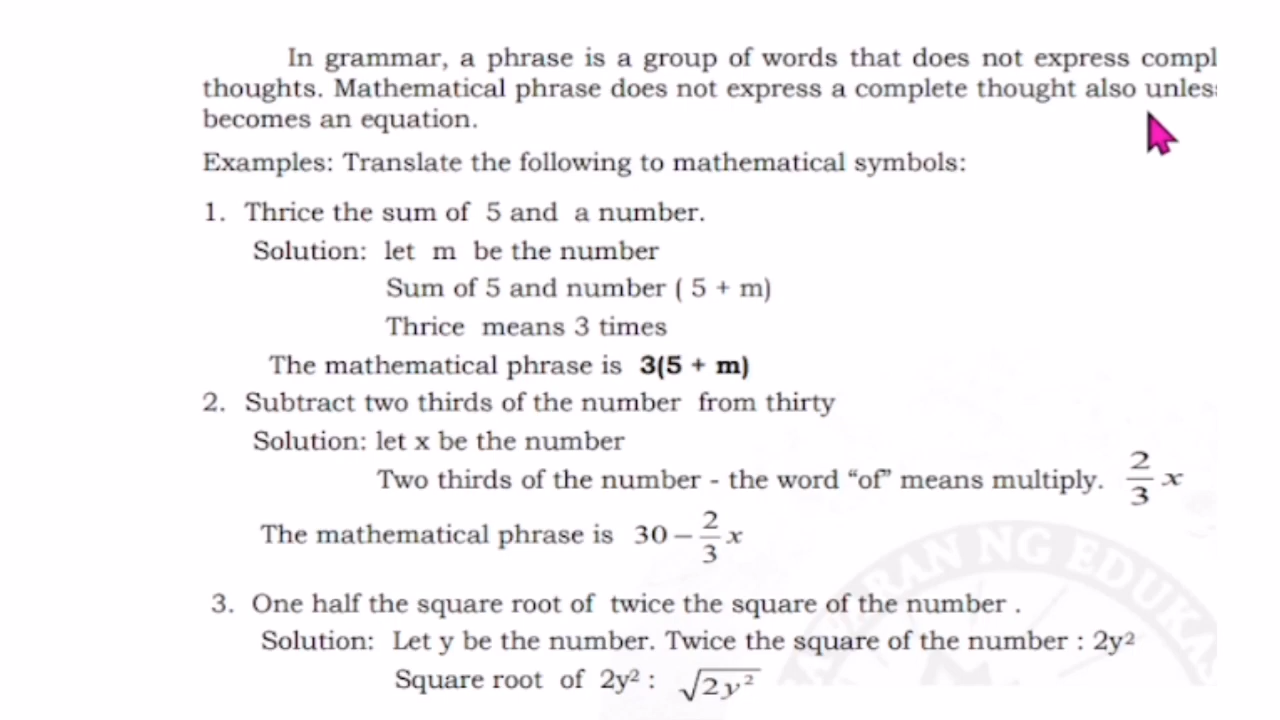 In grammar, a phrase is a group of words that does not express compl
thoughts. Mathematical phrase does not express a complete thought also unles
becomes an equation.
Examples: Translate the following to mathematical symbols:
1. Thrice the sum of 5 and a number.
Solution: let m be the number
Sum of 5 and number ( 5 + m)
Thrice means 3 times
The mathematical phrase is 3(5 + m)
2. Subtract two thirds of the number from thirty
Solution: let x be the number
Two thirds of the number - the word “of” means multiply. 2/3 x
The mathematical phrase is 30 – 2/3 x
3. One half the square root of twice the square of the number .
Solution: Let y be the number. Twice the square of the number : 2y²
Square root of 2y² : √2y²
NG EDUKA